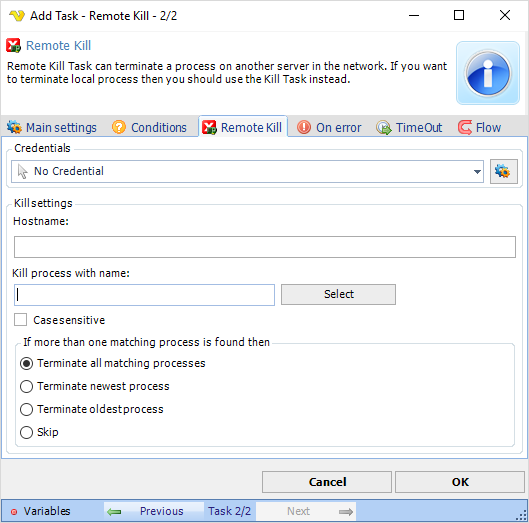 Add Task - Remote Kill - 2/2
Remote Kill
Remote Kill Task can terminate a process on another server in the network. If you want
to terminate local process then you should use the Kill Task instead.
Main settings Conditions Remote Kill On error TimeOut Flow
Credentials
No Credential
Kill settings
Hostname:
Kill process with name:
Select
Case sensitive
If more than one matching process is found then
Terminate all matching processes
Terminate newest process
Terminate oldest process
Skip
Cancel OK
Variables Previous Task 2/2 Next